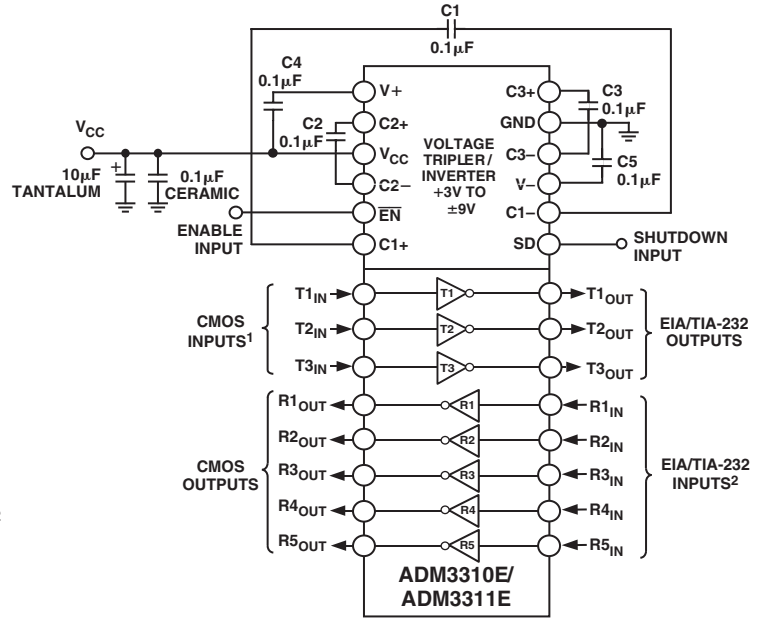 C1
0.1μF
C4
0.1μF
V+
C2+
C2
0.1μF
VCC
C2–
EN
C1+
VCC
10μF
TANTALUM
+
0.1μF
CERAMIC
ENABLE
INPUT
VOLTAGE
TRIPLER/
INVERTER
+3V TO
±9V
C3+
GND
C3–
V–
C1–
SD
C3
0.1μF
C5
0.1μF
SHUTDOWN
INPUT
CMOS
INPUTS1
T1IN
T1
T1OUT
T2IN
T2
T2OUT
T3IN
T3
T3OUT
EIA/TIA-232
OUTPUTS
CMOS
OUTPUTS
R1OUT
R1
R1IN
R2OUT
R2
R2IN
R3OUT
R3
R3IN
R4OUT
R4
R4IN
R5OUT
R5
R5IN
EIA/TIA-232
INPUTS2
ADM3310E/
ADM3311E